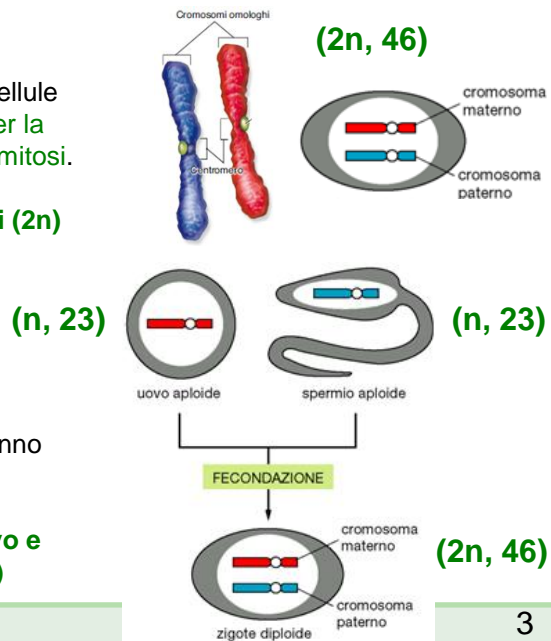 Cromosomi omologhi
(2n, 46)
ellule
er la
mitosi.
Centromero
cromosoma
materno
cromosoma
paterno
i (2n)
(n, 23)
(n, 23)
uovo aploide
spermio aploide
nno
FECONDAZIONE
vo e
)
cromosoma
materno
(2n, 46)
cromosoma
paterno
zigote diploide
3